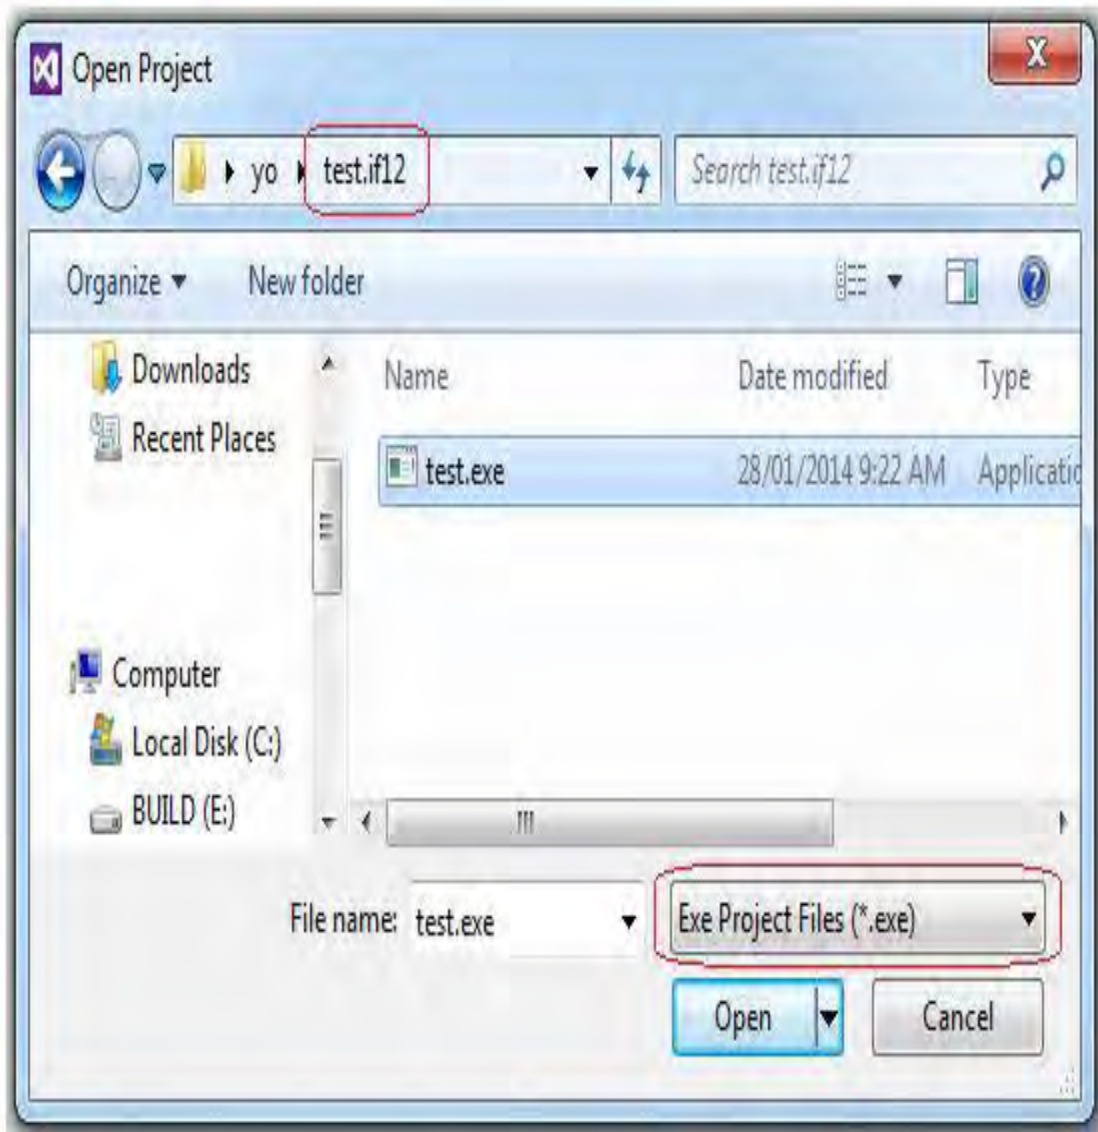 Open Project
yo test.if12
Search test.if12
Organize New folder
Downloads
Recent Places
Computer
Local Disk (C:)
BUILD (E:)
Name Date modified Type
test.exe 28/01/2014 9:22 AM Applicatio
File name: test.exe
Exe Project Files (*.exe)
Open Cancel